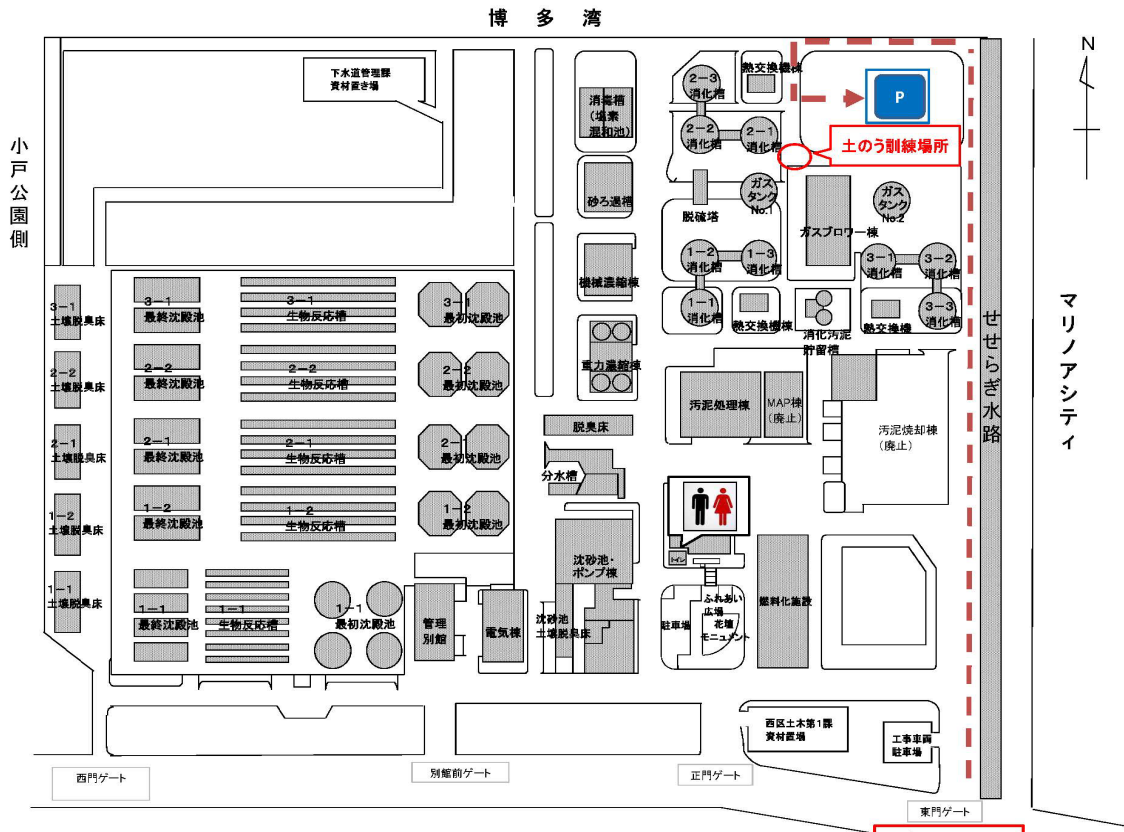 博多湾
N
小戸公園側
マリノアシティ
せせらぎ水路
下水道管理課
資材置き場
消毒槽
(塩素
混和池)
砂ろ過槽
機械濃縮棟
重力濃縮棟
脱臭床
分水槽
沈砂池・
ポンプ棟
沈砂池
土壌脱臭床
2-3
消化槽
熱交換機棟
2-2
消化槽
2-1
消化槽
P
土のう訓練場所
脱硫塔
ガス
タンク
No.1
ガス
タンク
No.2
ガスブロワー棟
1-2
消化槽
1-3
消化槽
1-1
消化槽
熱交換機棟
3-1
消化槽
3-2
消化槽
3-3
消化槽
消化汚泥
貯留槽
熱交換機
汚泥処理棟
MAP棟
(廃止)
汚泥焼却棟
(廃止)
トイレ
ふれあい
広場
花壇
モニュメント
駐車場
燃料化施設
3-1
土壌脱臭床
2-2
土壌脱臭床
2-1
土壌脱臭床
1-2
土壌脱臭床
1-1
土壌脱臭床
3-1
最終沈殿池
3-1
生物反応槽
3-1
最初沈殿池
2-2
最終沈殿池
2-2
生物反応槽
2-2
最初沈殿池
2-1
最終沈殿池
2-1
生物反応槽
2-1
最初沈殿池
1-2
最終沈殿池
1-2
生物反応槽
1-2
最初沈殿池
1-1
最終沈殿池
1-1
生物反応槽
1-1
最初沈殿池
管理
別館
電気棟
西区土木第1課
資材置場
工事車両
駐車場
西門ゲート
別館前ゲート
正門ゲート
東門ゲート